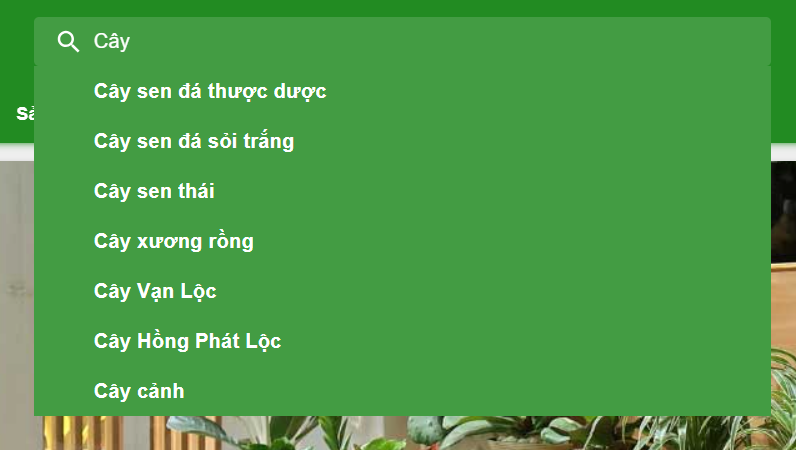 Cây
Cây sen đá thược dược
Cây sen đá sỏi trắng
Cây sen thái
Cây xương rồng
Cây Vạn Lộc
Cây Hồng Phát Lộc
Cây cảnh